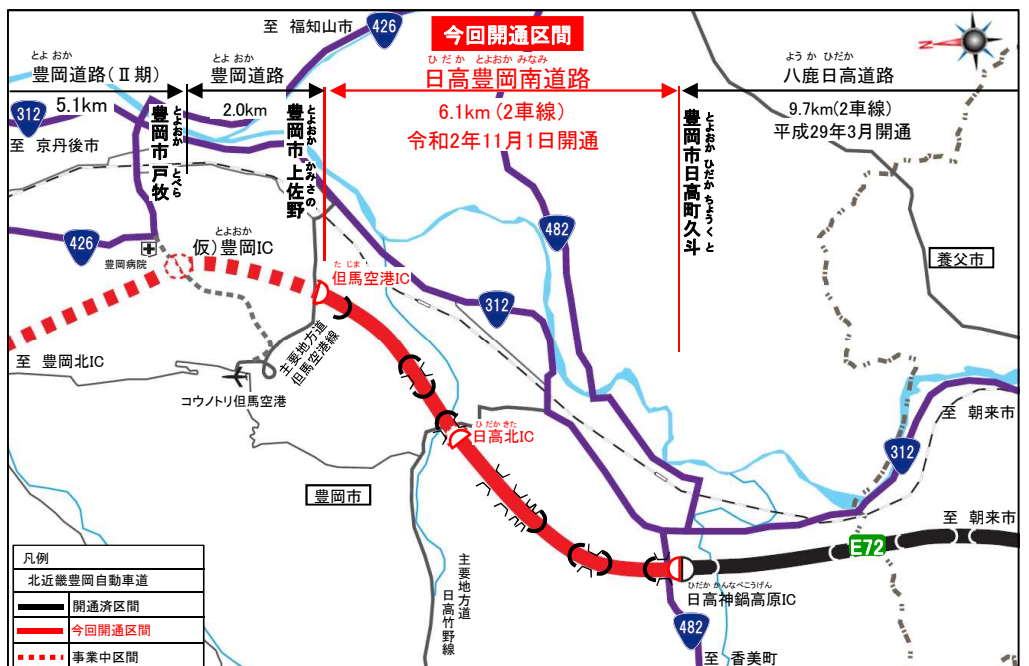 至 福知山市
426
今回開通区間
とよ おか
豊岡道路(Ⅱ期)
5.1km
とよ おか
豊岡道路
2.0km
ひ だか とよおか みなみ
日高豊岡南道路
6.1km(2車線)
令和2年11月1日開通
よう か ひだか
八鹿日高道路
9.7km(2車線)
平成29年3月開通
N
312
至 京丹後市
とよおか とべら
豊岡市 戸牧
とよおか かみさの
豊岡市 上佐野
とよおか ひだか ちょうくと
豊岡市日高町久斗
426
豊岡病院
とよおか
仮)豊岡IC
482
養父市
た じま
但馬空港IC
312
主要地方道
但馬空港線
至 豊岡北IC
コウノトリ但馬空港
至 朝来市
ひ だか きた
日高北IC
312
豊岡市
至 朝来市
E72
主要地方道
日高竹野線
ひだか かんなべこうげん
日高神鍋高原IC
482
至 香美町
凡例
北近畿豊岡自動車道
開通済区間
今回開通区間
事業中区間